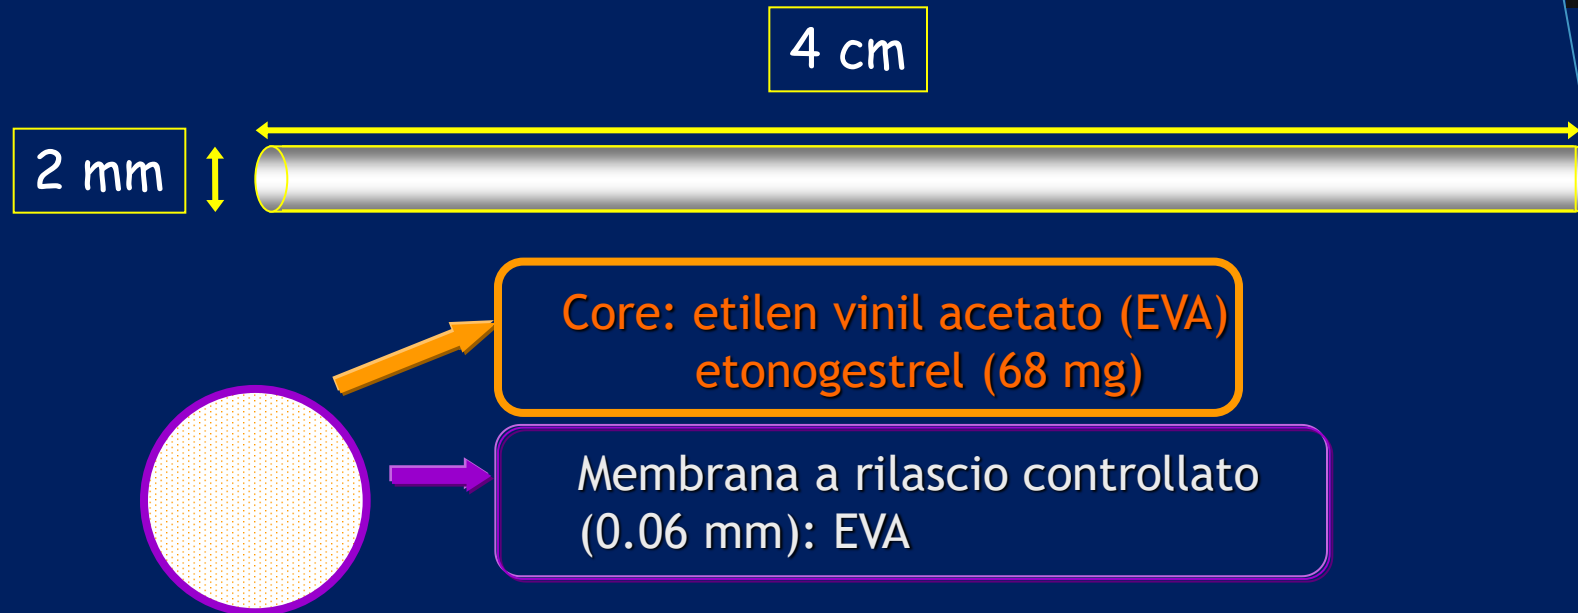 4 cm
2 mm
Core: etilen vinil acetato (EVA)
etonogestrel (68 mg)
Membrana a rilascio controllato
(0.06 mm): EVA